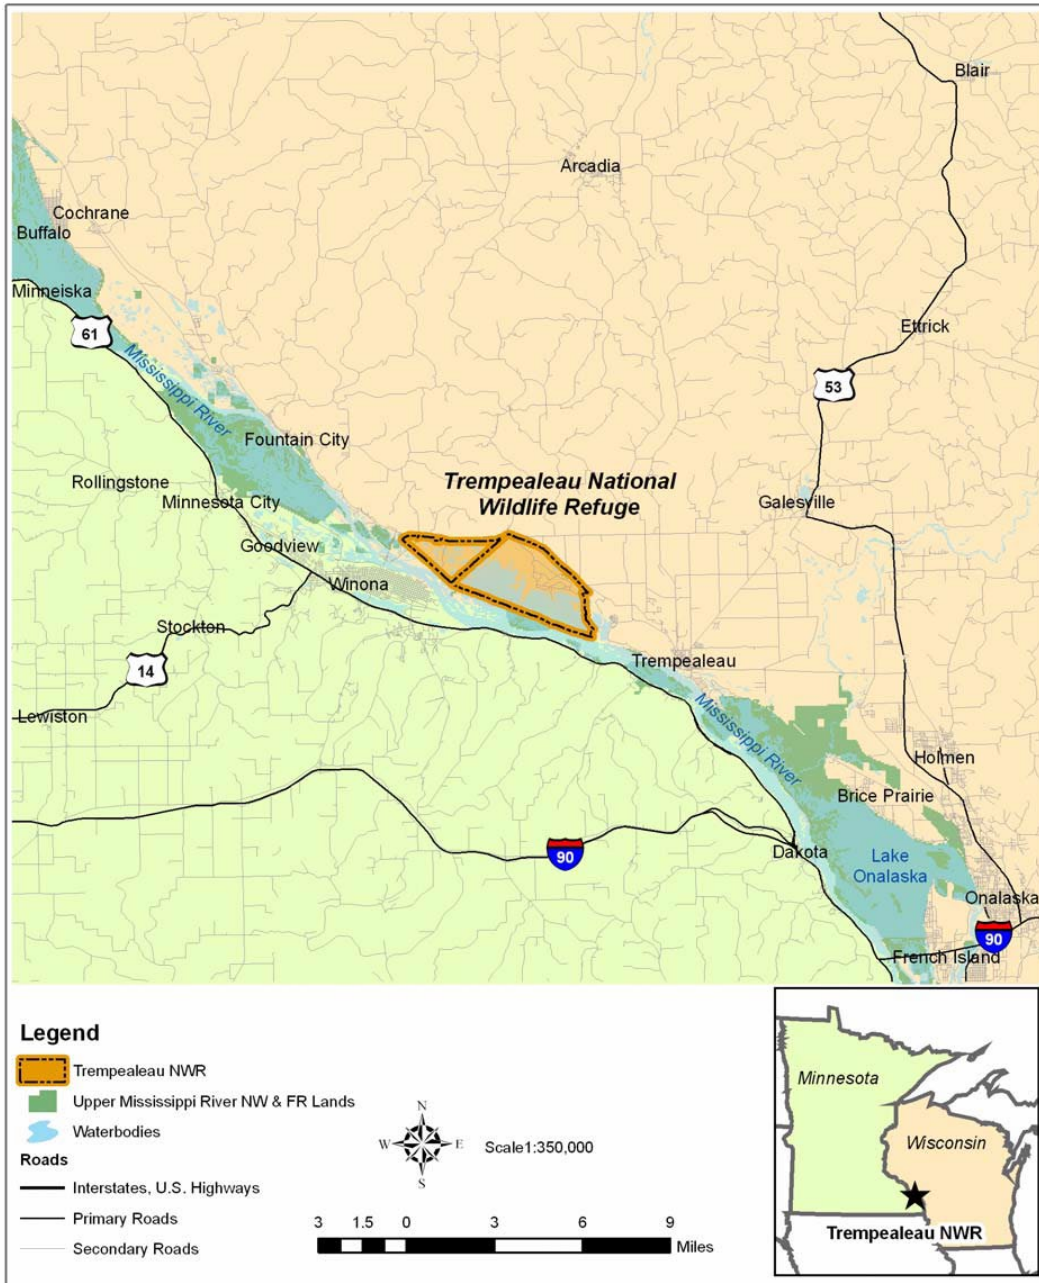 Blair
Arcadia
Cochrane
Buffalo
Minneiska
61
Mississippi River
Ettrick
53
Fountain City
Rollingstone
Minnesota City
Trempealeau National
Wildlife Refuge
Galesville
Goodview
Winona
Stockton
14
Lewiston
Trempealeau
Mississippi River
Holmen
Brice Prairie
90
Dakota
Lake
Onalaska
Onalaska
90
French Island
Legend
Trempealeau NWR
Upper Mississippi River NW & FR Lands
Waterbodies
Roads
Interstates, U.S. Highways
Primary Roads
Secondary Roads
N
W E
S
Scale1:350,000
3 1.5 0 3 6 9
Miles
Minnesota
Wisconsin
Trempealeau NWR